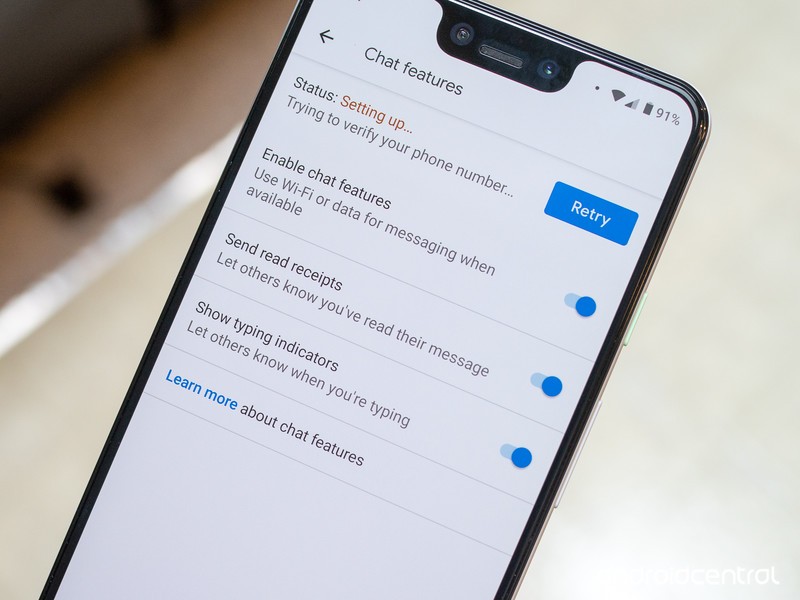 91%
Chat features
Status: Setting up...
Trying to verify your phone number...
Retry
Enable chat features
Use Wi-Fi or data for messaging when
available
Send read receipts
Let others know you've read their message
Show typing indicators
Let others know when you're typing
Learn more about chat features
androidcentral